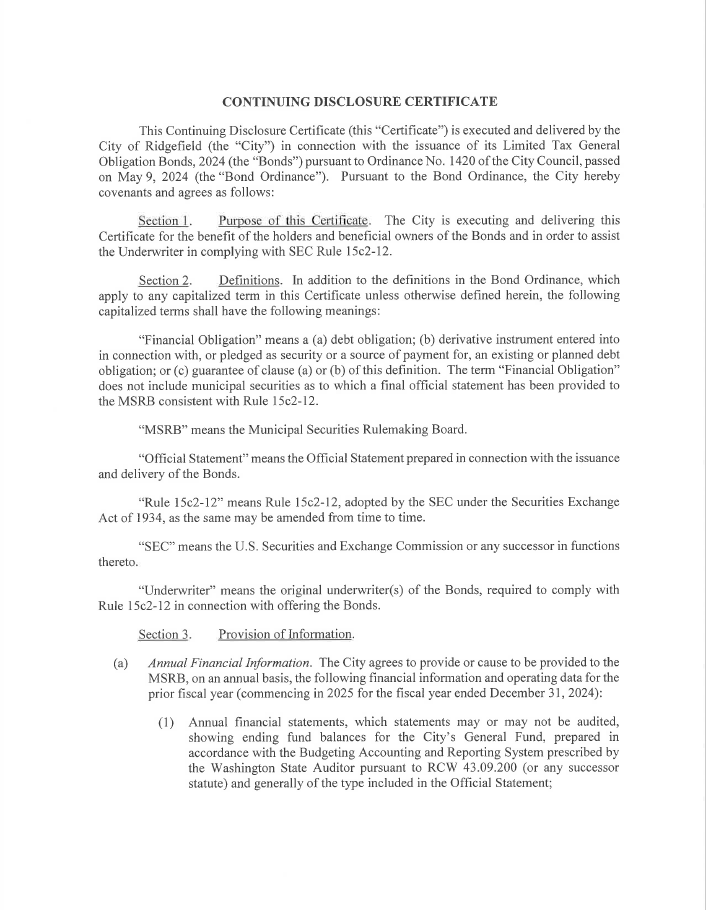 CONTINUING DISCLOSURE CERTIFICATE
This Continuing Disclosure Certificate (this “Certificate”) is executed and delivered by the
City of Ridgefield (the “City”) in connection with the issuance of its Limited Tax General
Obligation Bonds, 2024 (the “Bonds”) pursuant to Ordinance No. 1420 of the City Council, passed
on May 9, 2024 (the “Bond Ordinance”). Pursuant to the Bond Ordinance, the City hereby
covenants and agrees as follows:
Section 1. Purpose of this Certificate. The City is executing and delivering this
Certificate for the benefit of the holders and beneficial owners of the Bonds and in order to assist
the Underwriter in complying with SEC Rule 15c2-12.
Section 2. Definitions. In addition to the definitions in the Bond Ordinance, which
apply to any capitalized term in this Certificate unless otherwise defined herein, the following
capitalized terms shall have the following meanings:
“Financial Obligation” means a (a) debt obligation; (b) derivative instrument entered into
in connection with, or pledged as security or a source of payment for, an existing or planned debt
obligation; or (c) guarantee of clause (a) or (b) of this definition. The term “Financial Obligation”
does not include municipal securities as to which a final official statement has been provided to
the MSRB consistent with Rule 15c2-12.
“MSRB” means the Municipal Securities Rulemaking Board.
“Official Statement” means the Official Statement prepared in connection with the issuance
and delivery of the Bonds.
“Rule 15c2-12” means Rule 15c2-12, adopted by the SEC under the Securities Exchange
Act of 1934, as the same may be amended from time to time.
“SEC” means the U.S. Securities and Exchange Commission or any successor in functions
thereto.
“Underwriter” means the original underwriter(s) of the Bonds, required to comply with
Rule 15c2-12 in connection with offering the Bonds.
Section 3. Provision of Information.
(a) Annual Financial Information. The City agrees to provide or cause to be provided to the
MSRB, on an annual basis, the following financial information and operating data for the
prior fiscal year (commencing in 2025 for the fiscal year ended December 31, 2024):
(1) Annual financial statements, which statements may or may not be audited,
showing ending fund balances for the City’s General Fund, prepared in
accordance with the Budgeting Accounting and Reporting System prescribed by
the Washington State Auditor pursuant to RCW 43.09.200 (or any successor
statute) and generally of the type included in the Official Statement;